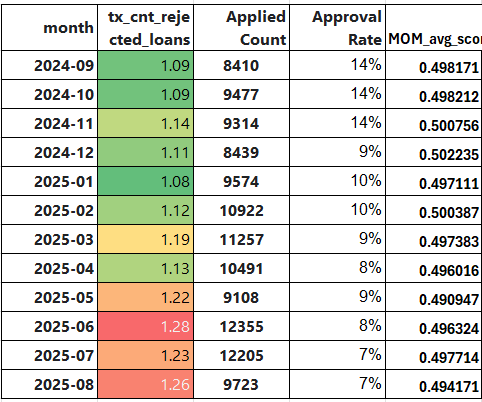 month tx_cnt_reje cted_loans Applied Count Approval Rate MOM_avg_scor
2024-09 1.09 8410 14% 0.498171
2024-10 1.09 9477 14% 0.498212
2024-11 1.14 9314 14% 0.500756
2024-12 1.11 8439 9% 0.502235
2025-01 1.08 9574 10% 0.497111
2025-02 1.12 10922 10% 0.500387
2025-03 1.19 11257 9% 0.497383
2025-04 1.13 10491 8% 0.496016
2025-05 1.22 9108 9% 0.490947
2025-06 1.28 12355 8% 0.496324
2025-07 1.23 12205 7% 0.497714
2025-08 1.26 9723 7% 0.494171